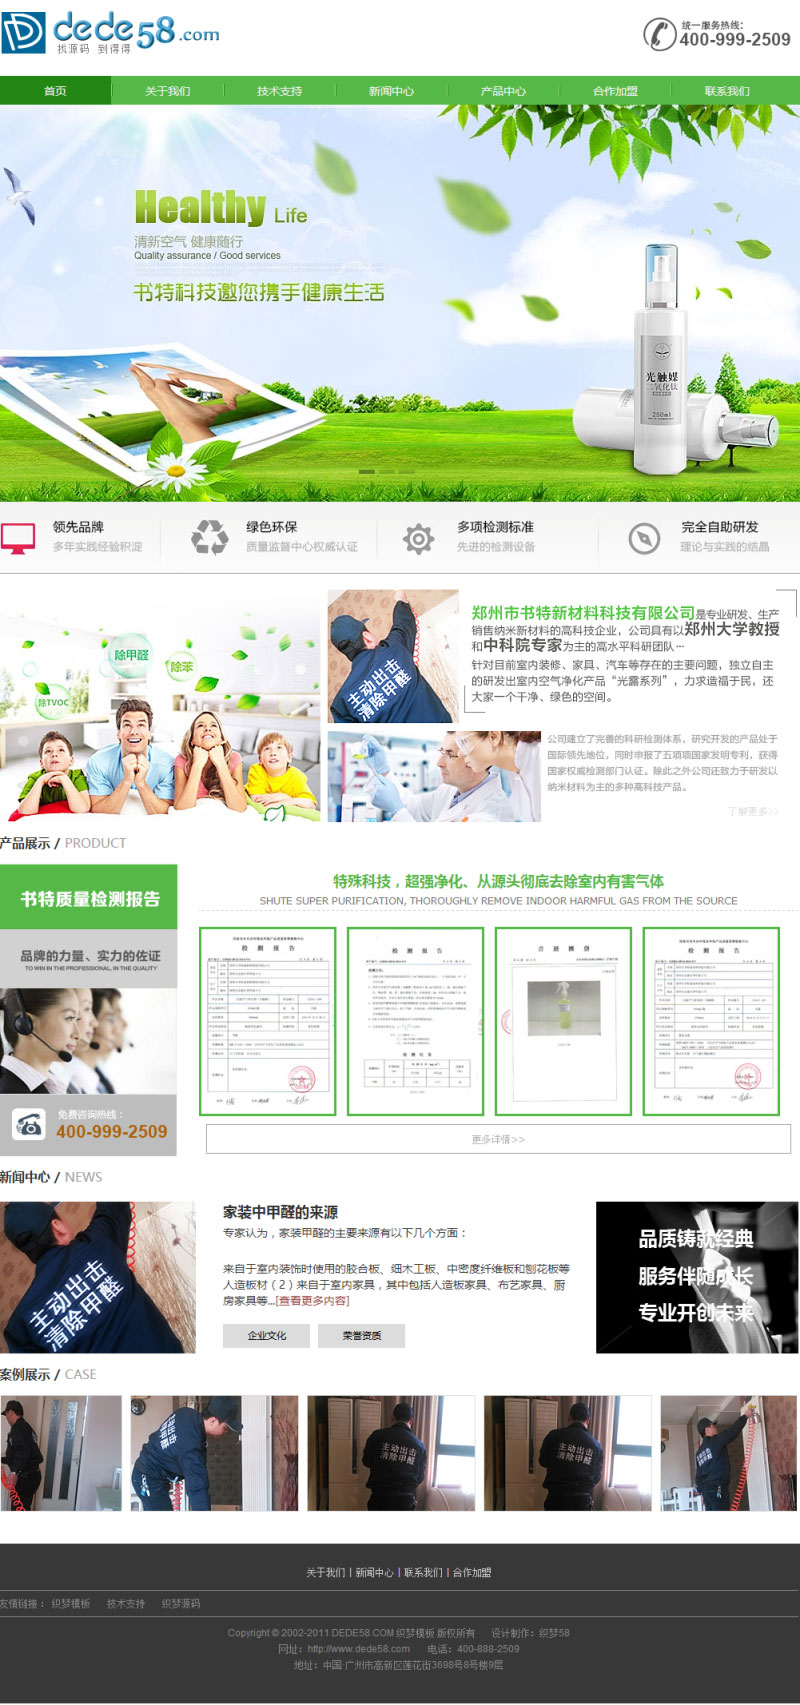 dede58.com
找源码 到得得
统一服务热线：
400-999-2509
首页 关于我们 技术支持 新闻中心 产品中心 合作加盟 联系我们
Healthy Life
清新空气 健康随行
Quality assurance / Good services
书特科技邀您携手健康生活
光触媒
二氧化钛
260ml
领先品牌
多年实践经验积淀
绿色环保
质量监督中心权威认证
多项检测标准
先进的检测设备
完全自助研发
理论与实践的结晶
除甲醛
除苯
除TVOC
主动出击
清除甲醛
郑州市书特新材料科技有限公司是专业研发、生产
销售纳米新材料的高科技企业，公司具有以郑州大学教授
和中科院专家为主的高水平科研团队…
针对目前室内装修、家具、汽车等存在的主要问题，独立自主
的研发出室内空气净化产品“光露系列”，力求造福于民，还
大家一个干净、绿色的空间。
公司建立了完善的科研检测体系，研究开发的产品处于
国际领先地位，同时申报了五项项国家发明专利，获得
国家权威检测部门认证。除此之外公司还致力于研发以
纳米材料为主的多种高科技产品。
了解更多>>
产品展示 / PRODUCT
书特质量检测报告
品牌的力量、实力的佐证
TO WIN IN THE PROFESSIONAL, IN THE QUALITY
免费咨询热线：
400-999-2509
特殊科技，超强净化、从源头彻底去除室内有害气体
SHUTE SUPER PURIFICATION, THOROUGHLY REMOVE INDOOR HARMFUL GAS FROM THE SOURCE
检 测 报 告
检 测 报 告
检 测 报 告
更多详情>>
新闻中心 / NEWS
主动出击
清除甲醛
家装中甲醛的来源
专家认为，家装甲醛的主要来源有以下几个方面：
来自于室内装饰时使用的胶合板、细木工板、中密度纤维板和刨花板等
人造板材（2）来自于室内家具，其中包括人造板家具、布艺家具、厨
房家具等...[查看更多内容]
企业文化 荣誉资质
品质铸就经典
服务伴随成长
专业开创未来
案例展示 / CASE
主动出击
清除甲醛
主动出击
清除甲醛
主动出击
清除甲醛
关于我们 | 新闻中心 | 联系我们 | 合作加盟
友情链接： 织梦模板 技术支持 织梦源码
Copyright © 2002-2011 DEDE58.COM 织梦模板 版权所有 设计制作：织梦58
网址：http://www.dede58.com 电话：400-888-2509
地址：中国·广州市高新区莲花街3698号8号楼9层